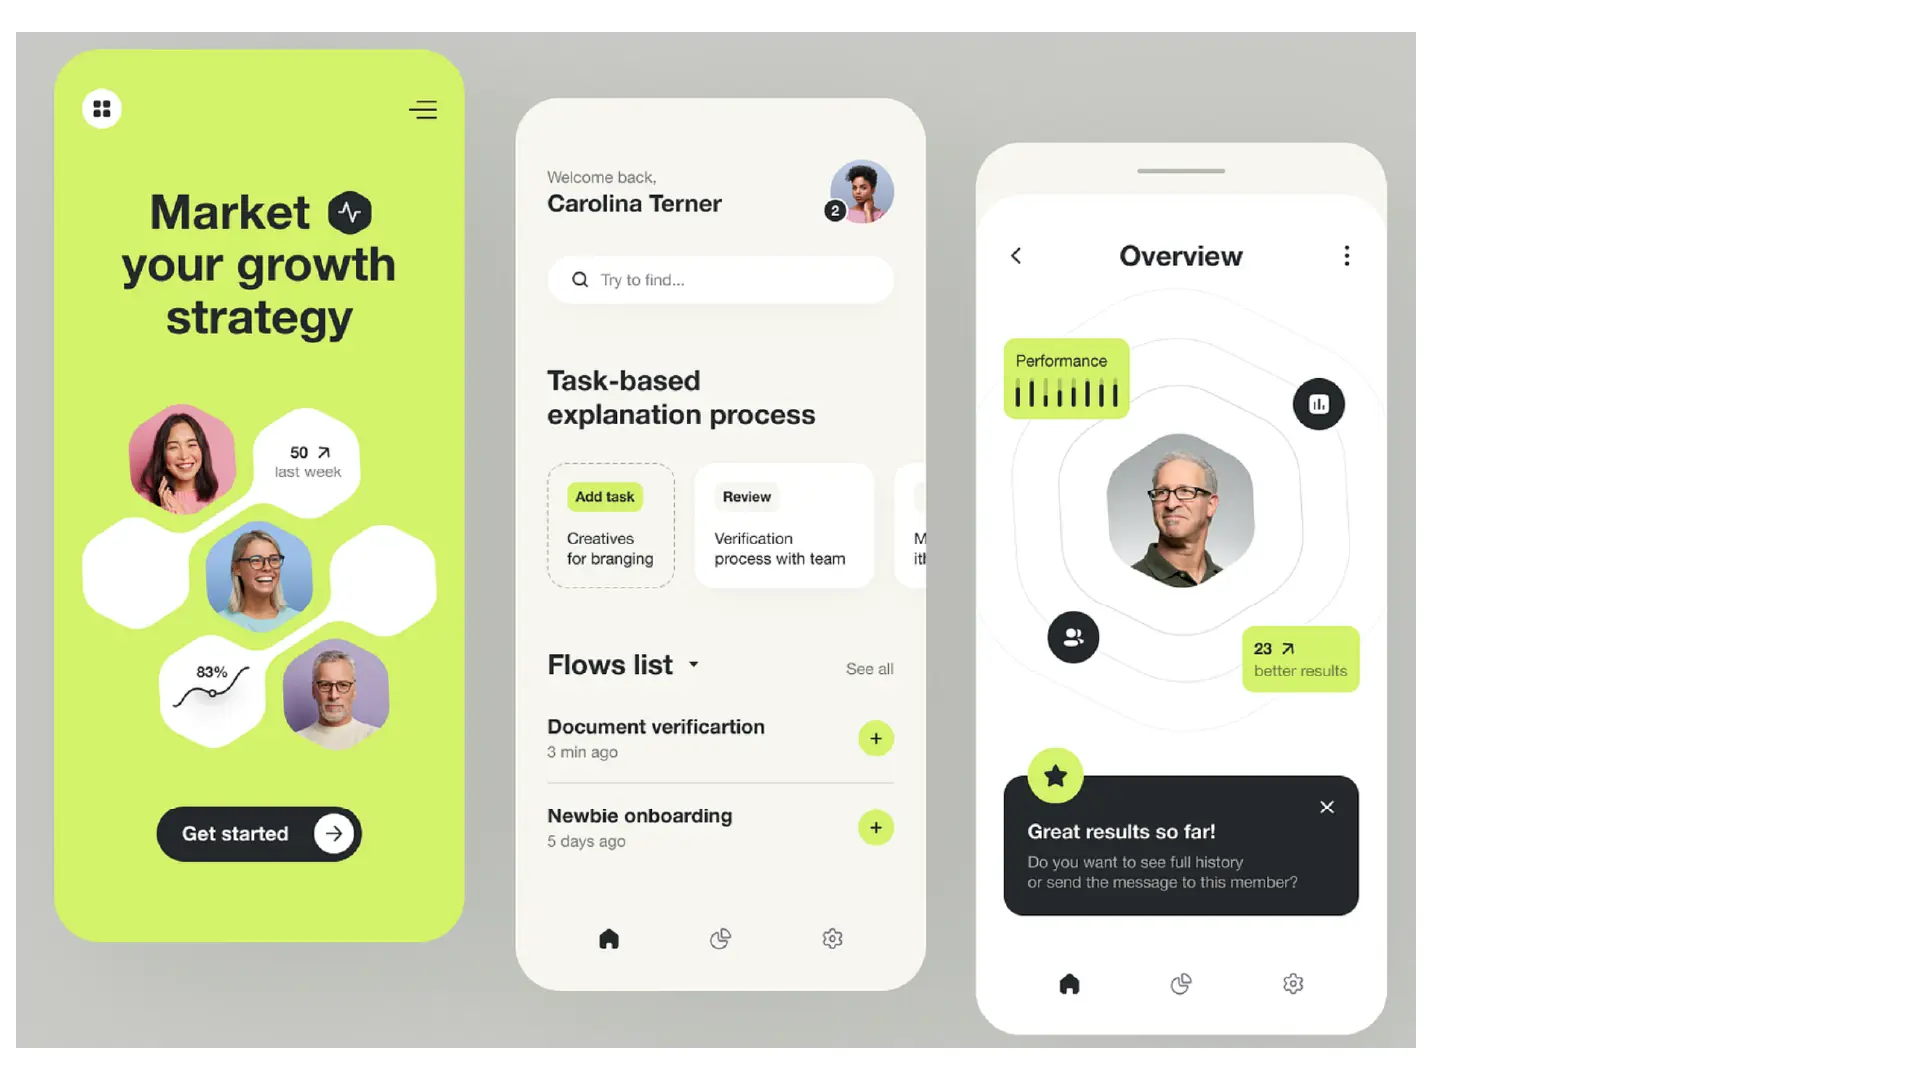 Market
your growth
strategy
50
last week
83%
Get started
Welcome back,
Carolina Terner
2
Try to find...
Task-based
explanation process
Add task
Creatives
for branging
Review
Verification
process with team
M
Flows list
See all
Document verificartion
3 min ago
Newbie onboarding
5 days ago
Overview
Performance
23
better results
Great results so far!
Do you want to see full history
or send the message to this member?